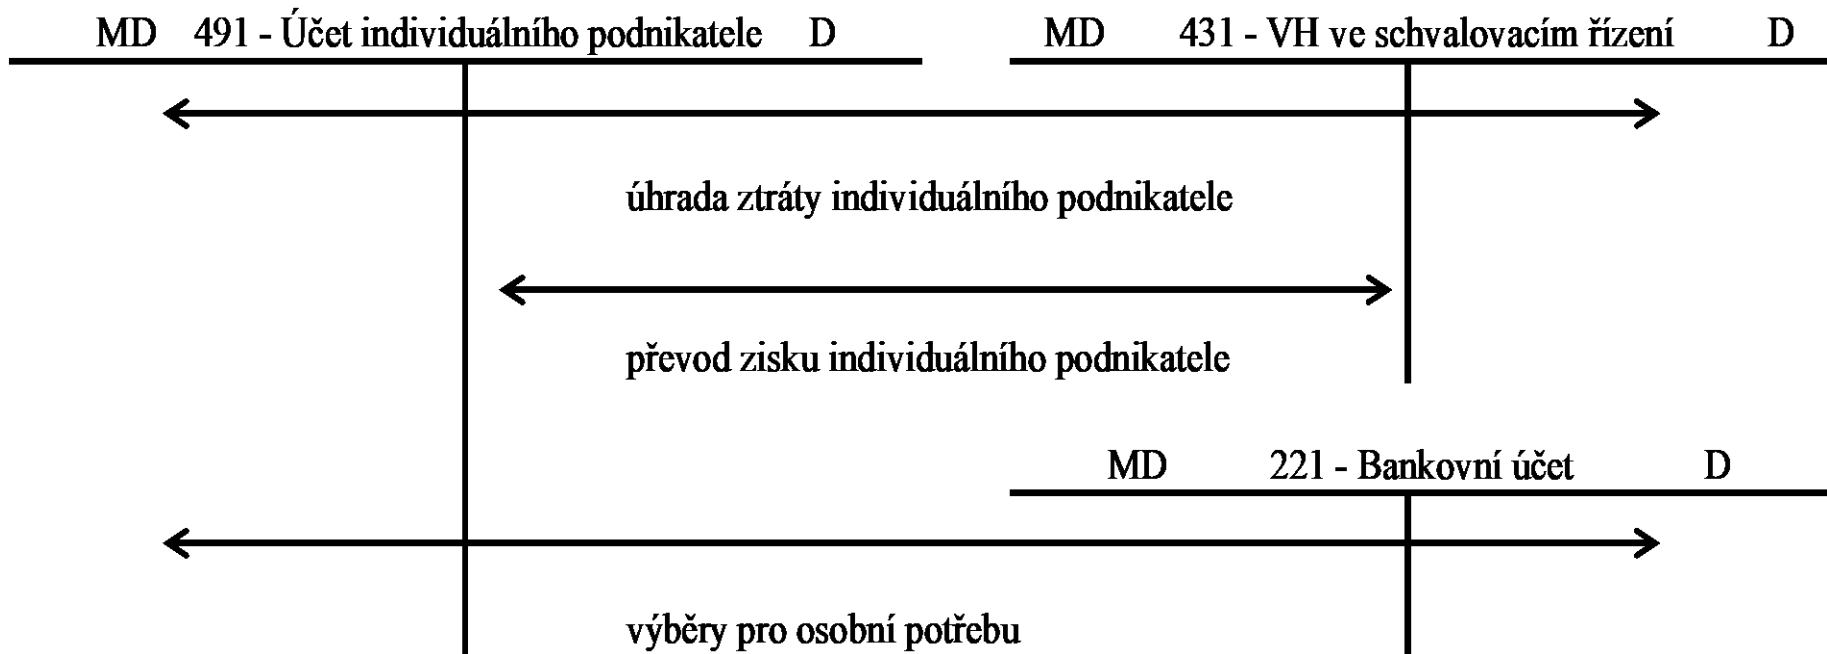 MD 491 - Účet individuálního podnikatele D MD 431 - VH ve schvalovacím řízení D
úhrada ztráty individuálního podnikatele
převod zisku individuálního podnikatele
MD 221 - Bankovní účet D
výběry pro osobní potřebu